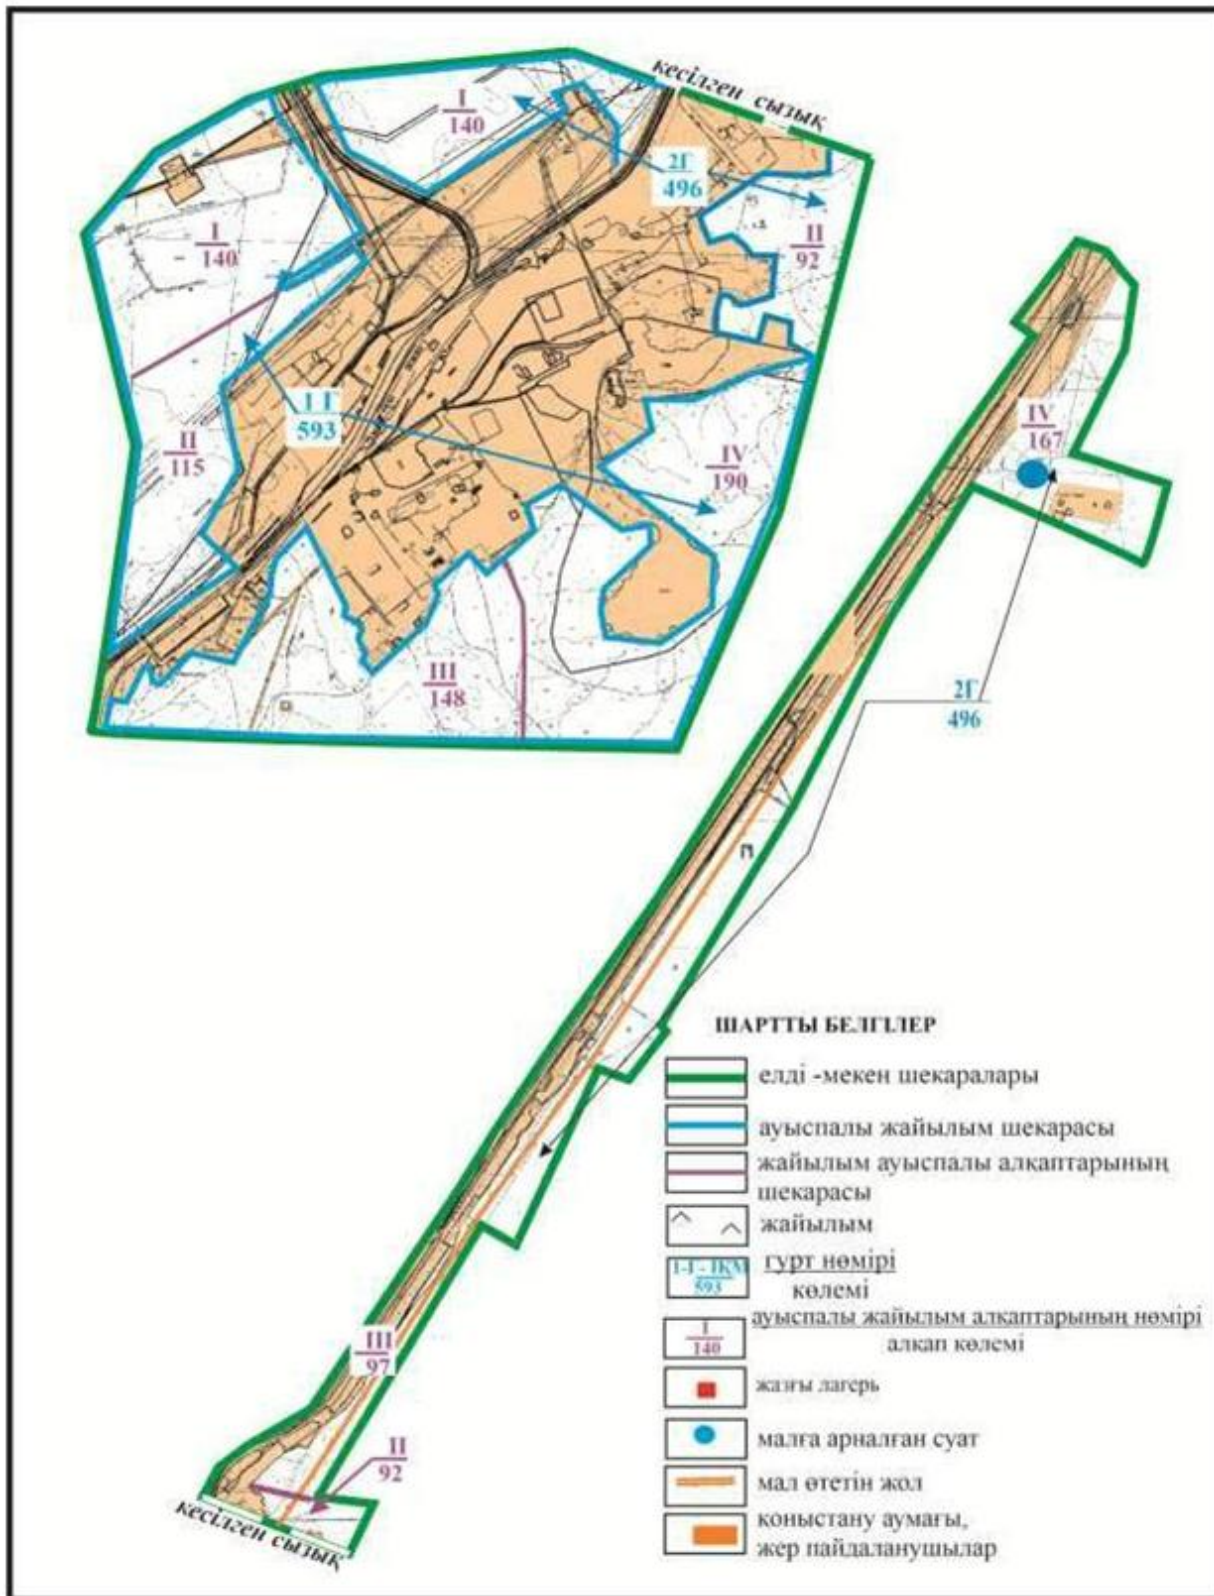 кесілген сызық
I
140
2Г
496
I
140
II
92
1 Г
593
II
115
IV
190
III
148
IV
167
2Г
496
III
97
II
92
кесілген сызық
ШАРТТЫ БЕЛГІЛЕР
елді -мекен шекаралары
ауыспалы жайылым шекарасы
жайылым ауыспалы алқаптарының
шекарасы
жайылым
1-Г - ІҚМ
593
гурт нөмірі
көлемі
I
140
ауыспалы жайылым алқаптарының нөмірі
алқап көлемі
жазғы лагерь
малға арналған суат
мал өтетін жол
қоныстану аумағы,
жер пайдаланушылар